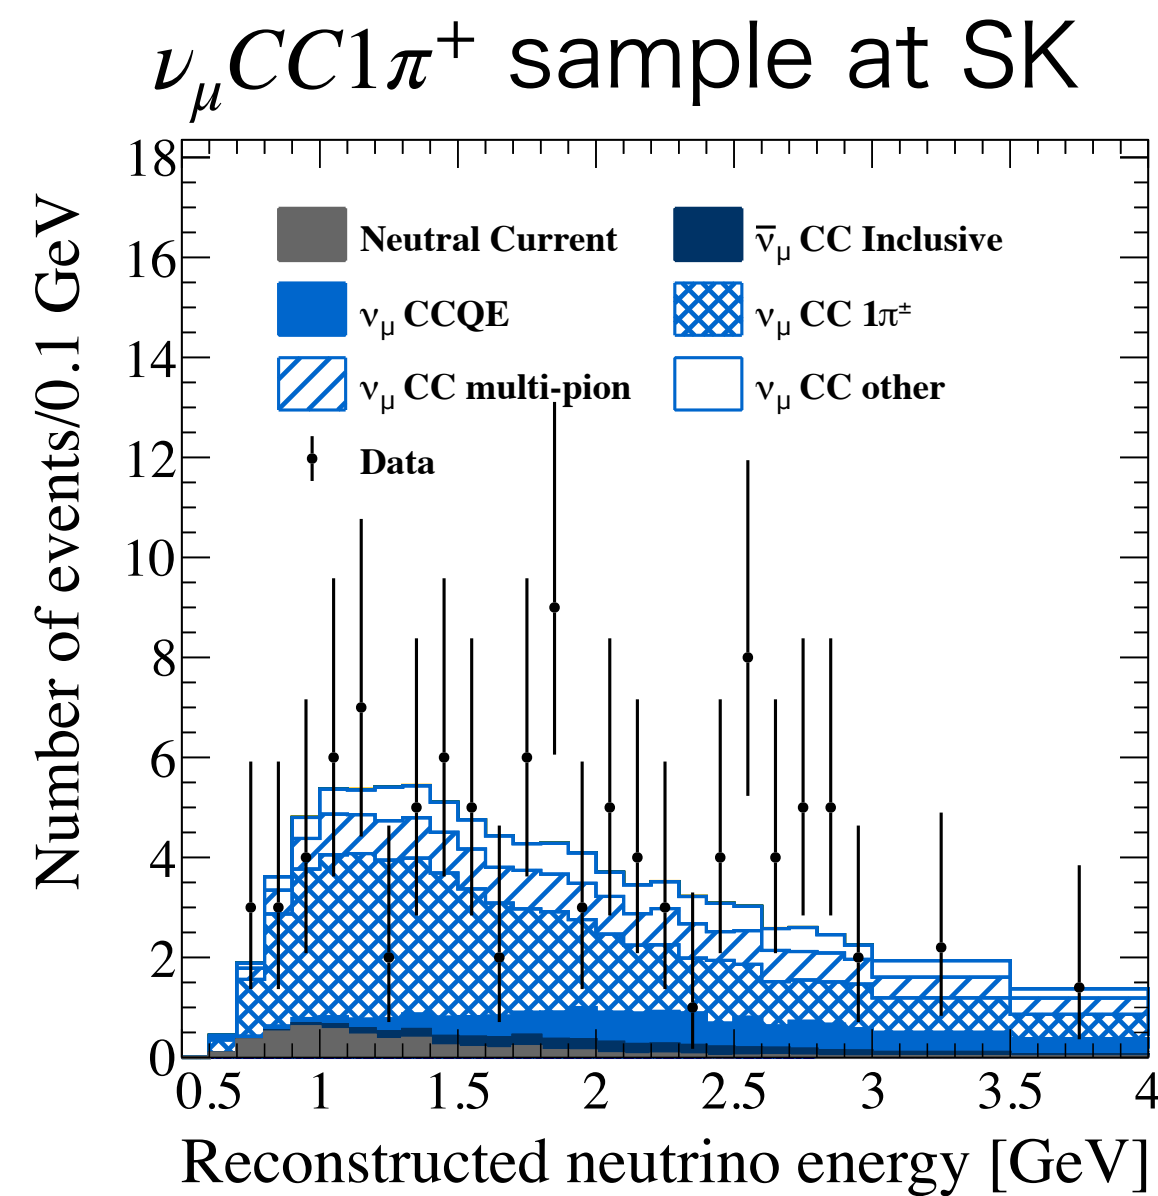 ν_μCC1π⁺ sample at SK
Number of events/0.1 GeV
18
16
14
12
10
8
6
4
2
0
Neutral Current
ν̄_μ CC Inclusive
ν_μ CCQE
ν_μ CC 1π^±
ν_μ CC multi-pion
ν_μ CC other
Data
0.5 1 1.5 2 2.5 3 3.5 4
Reconstructed neutrino energy [GeV]